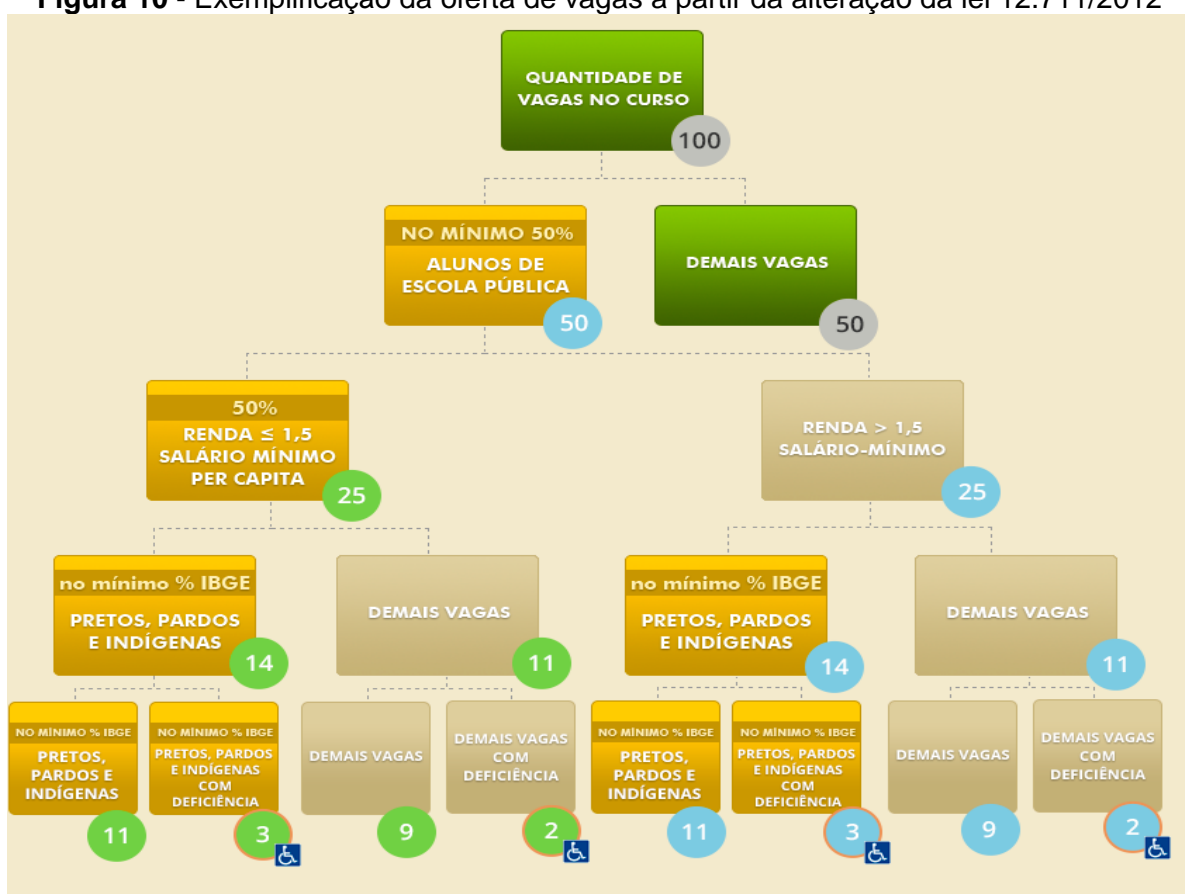 Figura 10 - Exemplificação da oferta de vagas a partir da alteração da lei 12.711/2012
QUANTIDADE DE
VAGAS NO CURSO
100
NO MÍNIMO 50%
ALUNOS DE
ESCOLA PÚBLICA
50
DEMAIS VAGAS
50
50%
RENDA ≤ 1,5
SALÁRIO MÍNIMO
PER CAPITA
25
RENDA > 1,5
SALÁRIO-MÍNIMO
25
no mínimo % IBGE
PRETOS, PARDOS
E INDÍGENAS
14
DEMAIS VAGAS
11
no mínimo % IBGE
PRETOS, PARDOS
E INDÍGENAS
14
DEMAIS VAGAS
11
NO MÍNIMO % IBGE
PRETOS,
PARDOS E
INDÍGENAS
11
NO MÍNIMO % IBGE
PRETOS, PARDOS
E INDÍGENAS
COM
DEFICIÊNCIA
3
DEMAIS VAGAS
9
DEMAIS VAGAS
COM
DEFICIÊNCIA
2
NO MÍNIMO % IBGE
PRETOS,
PARDOS E
INDÍGENAS
11
NO MÍNIMO % IBGE
PRETOS, PARDOS
E INDÍGENAS
COM
DEFICIÊNCIA
3
DEMAIS VAGAS
9
DEMAIS VAGAS
COM
DEFICIÊNCIA
2